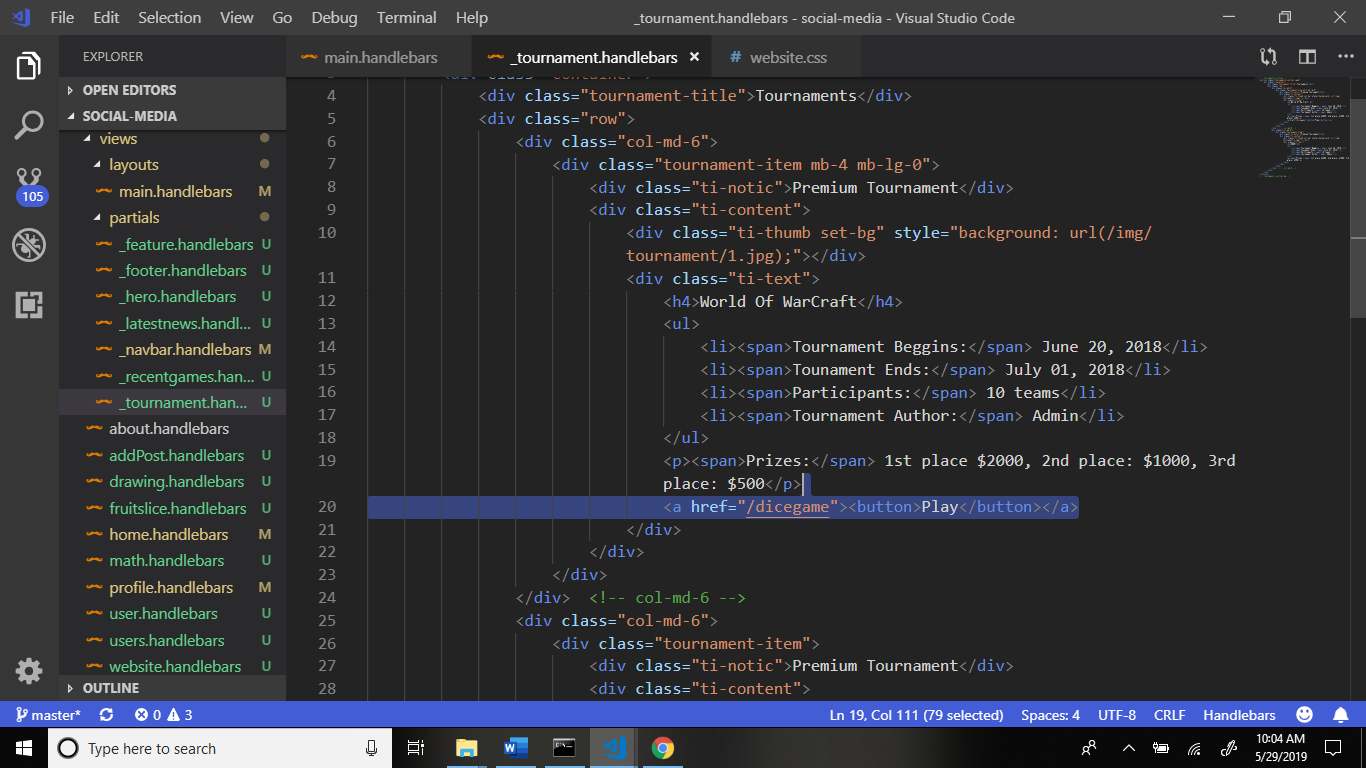 File Edit Selection View Go Debug Terminal Help _tournament.handlebars - social-media - Visual Studio Code
EXPLORER
main.handlebars _tournament.handlebars # website.css
OPEN EDITORS
SOCIAL-MEDIA
views
layouts
main.handlebars M
partials
_feature.handlebars U
_footer.handlebars U
_hero.handlebars U
_latestnews.handl... U
_navbar.handlebars M
_recentgames.han... U
_tournament.han... U
about.handlebars
addPost.handlebars U
drawing.handlebars U
fruitslice.handlebars U
home.handlebars M
math.handlebars U
profile.handlebars M
user.handlebars U
users.handlebars U
website.handlebars U
OUTLINE
105
4 <div class="tournament-title">Tournaments</div>
5 <div class="row">
6 <div class="col-md-6">
7 <div class="tournament-item mb-4 mb-lg-0">
8 <div class="ti-notic">Premium Tournament</div>
9 <div class="ti-content">
10 <div class="ti-thumb set-bg" style="background: url(/img/
tournament/1.jpg);"></div>
11 <div class="ti-text">
12 <h4>World Of WarCraft</h4>
13 <ul>
14 <li><span>Tournament Beggins:</span> June 20, 2018</li>
15 <li><span>Tounament Ends:</span> July 01, 2018</li>
16 <li><span>Participants:</span> 10 teams</li>
17 <li><span>Tournament Author:</span> Admin</li>
18 </ul>
19 <p><span>Prizes:</span> 1st place $2000, 2nd place: $1000, 3rd
place: $500</p>
20 <a href="/dicegame"><button>Play</button></a>
21 </div>
22 </div>
23 </div>
24 </div> <!-- col-md-6 -->
25 <div class="col-md-6">
26 <div class="tournament-item">
27 <div class="ti-notic">Premium Tournament</div>
28 <div class="ti-content">
master* 0 3 Ln 19, Col 111 (79 selected) Spaces: 4 UTF-8 CRLF Handlebars
Type here to search
10:04 AM
5/29/2019